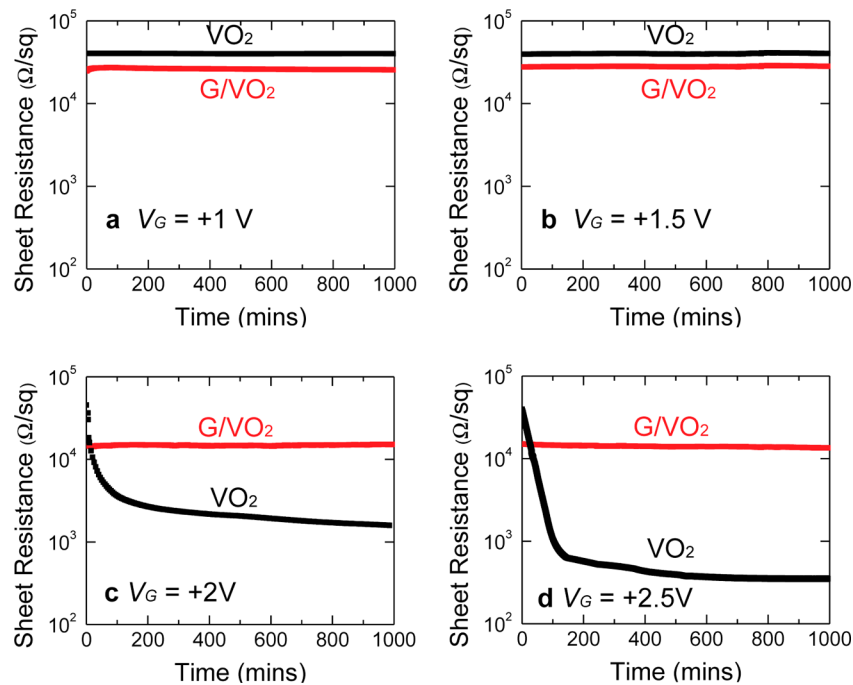 10⁵
10⁴
10³
10²
Sheet Resistance (Ω/sq)
VO₂
G/VO₂
a V_G = +1 V
0 200 400 600 800 1000
Time (mins)
10⁵
10⁴
10³
10²
Sheet Resistance (Ω/sq)
VO₂
G/VO₂
b V_G = +1.5 V
0 200 400 600 800 1000
Time (mins)
10⁵
10⁴
10³
10²
Sheet Resistance (Ω/sq)
G/VO₂
VO₂
c V_G = +2V
0 200 400 600 800 1000
Time (mins)
10⁵
10⁴
10³
10²
Sheet Resistance (Ω/sq)
G/VO₂
VO₂
d V_G = +2.5V
0 200 400 600 800 1000
Time (mins)